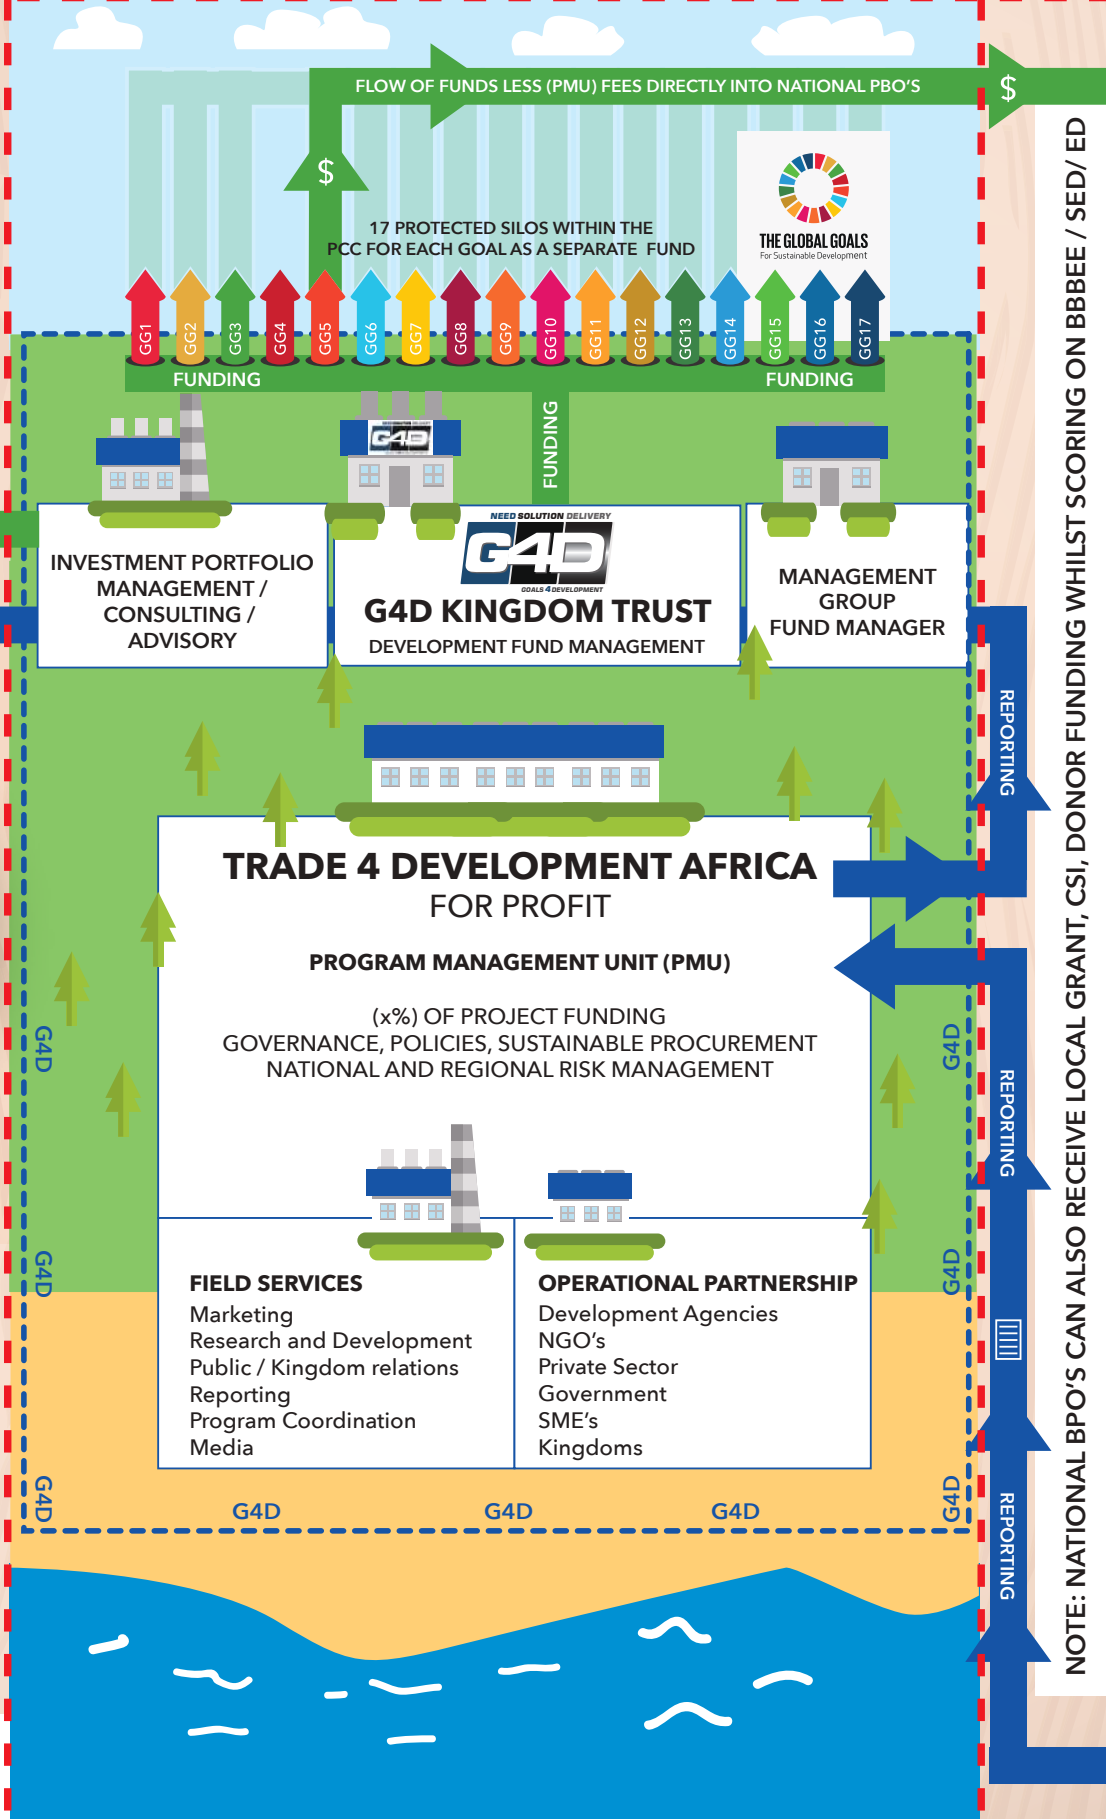 FLOW OF FUNDS LESS (PMU) FEES DIRECTLY INTO NATIONAL PBO'S
$
$
17 PROTECTED SILOS WITHIN THE
PCC FOR EACH GOAL AS A SEPARATE FUND
THE GLOBAL GOALS
For Sustainable Development
GG1
GG2
GG3
GG4
GG5
GG6
GG7
GG8
GG9
GG10
GG11
GG12
GG13
GG14
GG15
GG16
GG17
FUNDING
FUNDING
FUNDING
G4D
INVESTMENT PORTFOLIO
MANAGEMENT /
CONSULTING /
ADVISORY
NEED SOLUTION DELIVERY
G4D
GOALS 4 DEVELOPMENT
G4D KINGDOM TRUST
DEVELOPMENT FUND MANAGEMENT
MANAGEMENT
GROUP
FUND MANAGER
TRADE 4 DEVELOPMENT AFRICA
FOR PROFIT
PROGRAM MANAGEMENT UNIT (PMU)
(x%) OF PROJECT FUNDING
GOVERNANCE, POLICIES, SUSTAINABLE PROCUREMENT
NATIONAL AND REGIONAL RISK MANAGEMENT
FIELD SERVICES
Marketing
Research and Development
Public / Kingdom relations
Reporting
Program Coordination
Media
OPERATIONAL PARTNERSHIP
Development Agencies
NGO's
Private Sector
Government
SME's
Kingdoms
G4D
G4D
G4D
G4D
G4D
G4D
G4D
G4D
G4D
REPORTING
REPORTING
REPORTING
NOTE: NATIONAL BPO'S CAN ALSO RECEIVE LOCAL GRANT, CSI, DONOR FUNDING WHILST SCORING ON BBBEE / SED/ ED